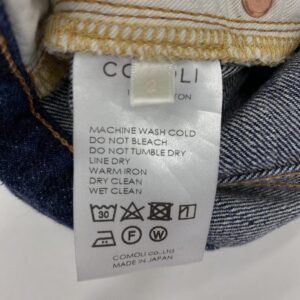 COMOLI
2
MACHINE WASH COLD
DO NOT BLEACH
DO NOT TUMBLE DRY
LINE DRY
WARM IRON
DRY CLEAN
WET CLEAN
30
F W
COMOLI co.,Ltd
MADE IN JAPAN